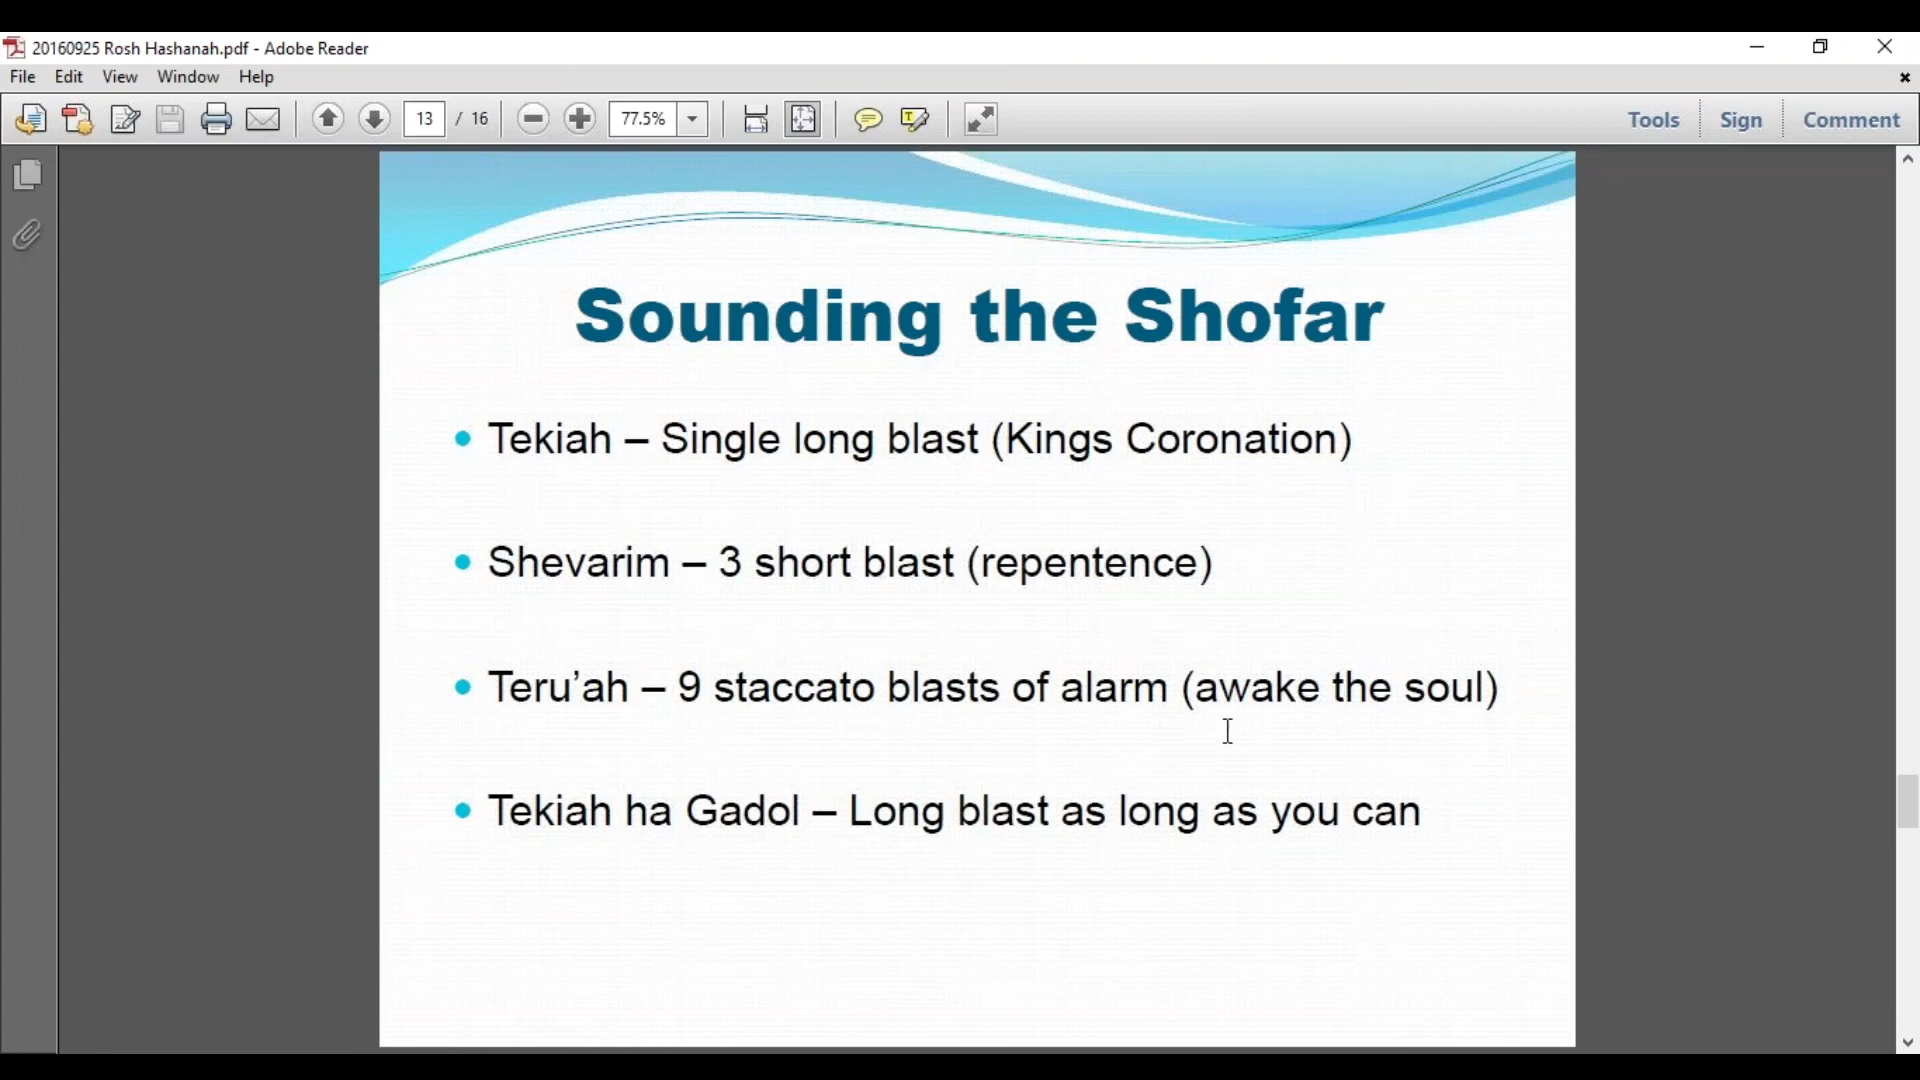 20160925 Rosh Hashanah.pdf - Adobe Reader
File Edit View Window Help
13 / 16 77.5% Tools Sign Comment
Sounding the Shofar
• Tekiah – Single long blast (Kings Coronation)
• Shevarim – 3 short blast (repentence)
• Teru’ah – 9 staccato blasts of alarm (awake the soul)
• Tekiah ha Gadol – Long blast as long as you can